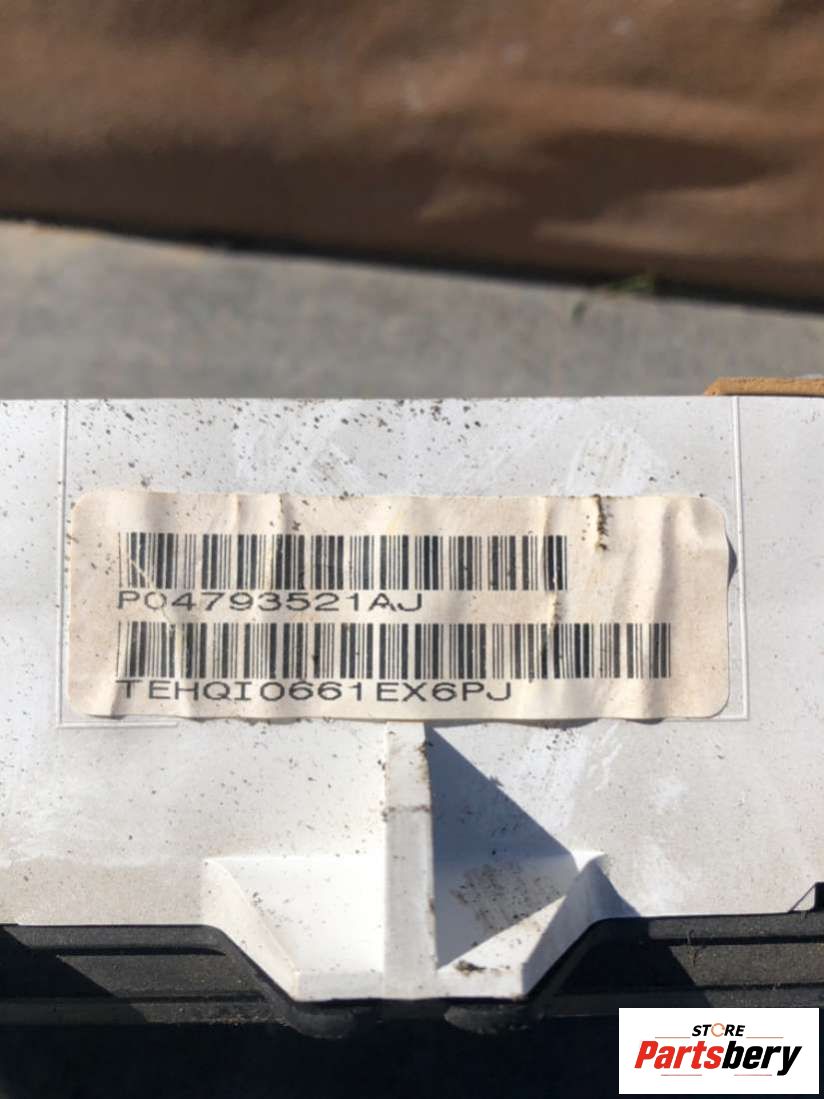 P04793521AJ
TEHQI0661EX6PJ
STORE
Partsbery